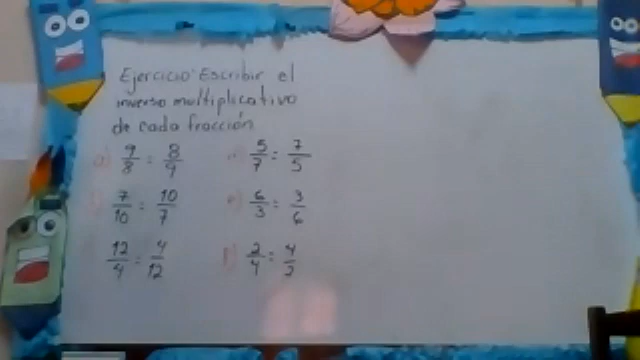 Ejercicio: Escribir el
inverso multiplicativo
de cada fracción
a) 9/8 = 8/9
5/7 = 7/5
7/10 = 10/7
e) 6/3 = 3/6
12/4 = 4/12
f) 2/4 = 4/2